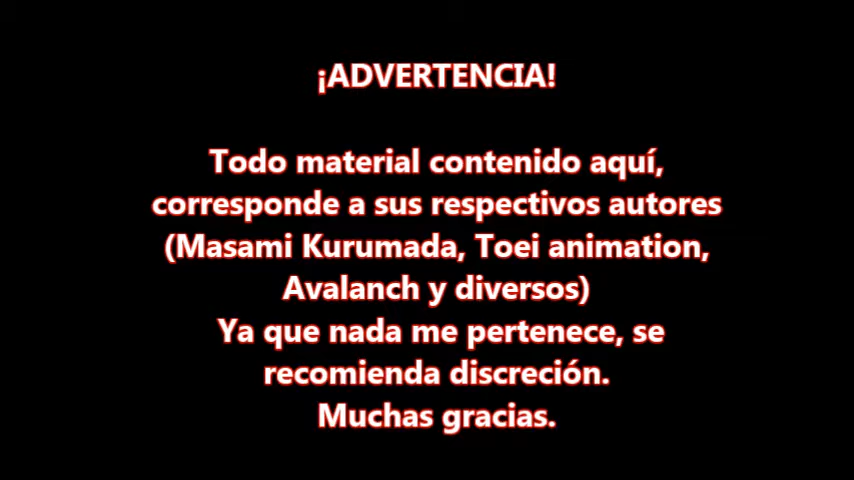 ¡ADVERTENCIA!
Todo material contenido aquí,
corresponde a sus respectivos autores
(Masami Kurumada, Toei animation,
Avalanch y diversos)
Ya que nada me pertenece, se
recomienda discreción.
Muchas gracias.